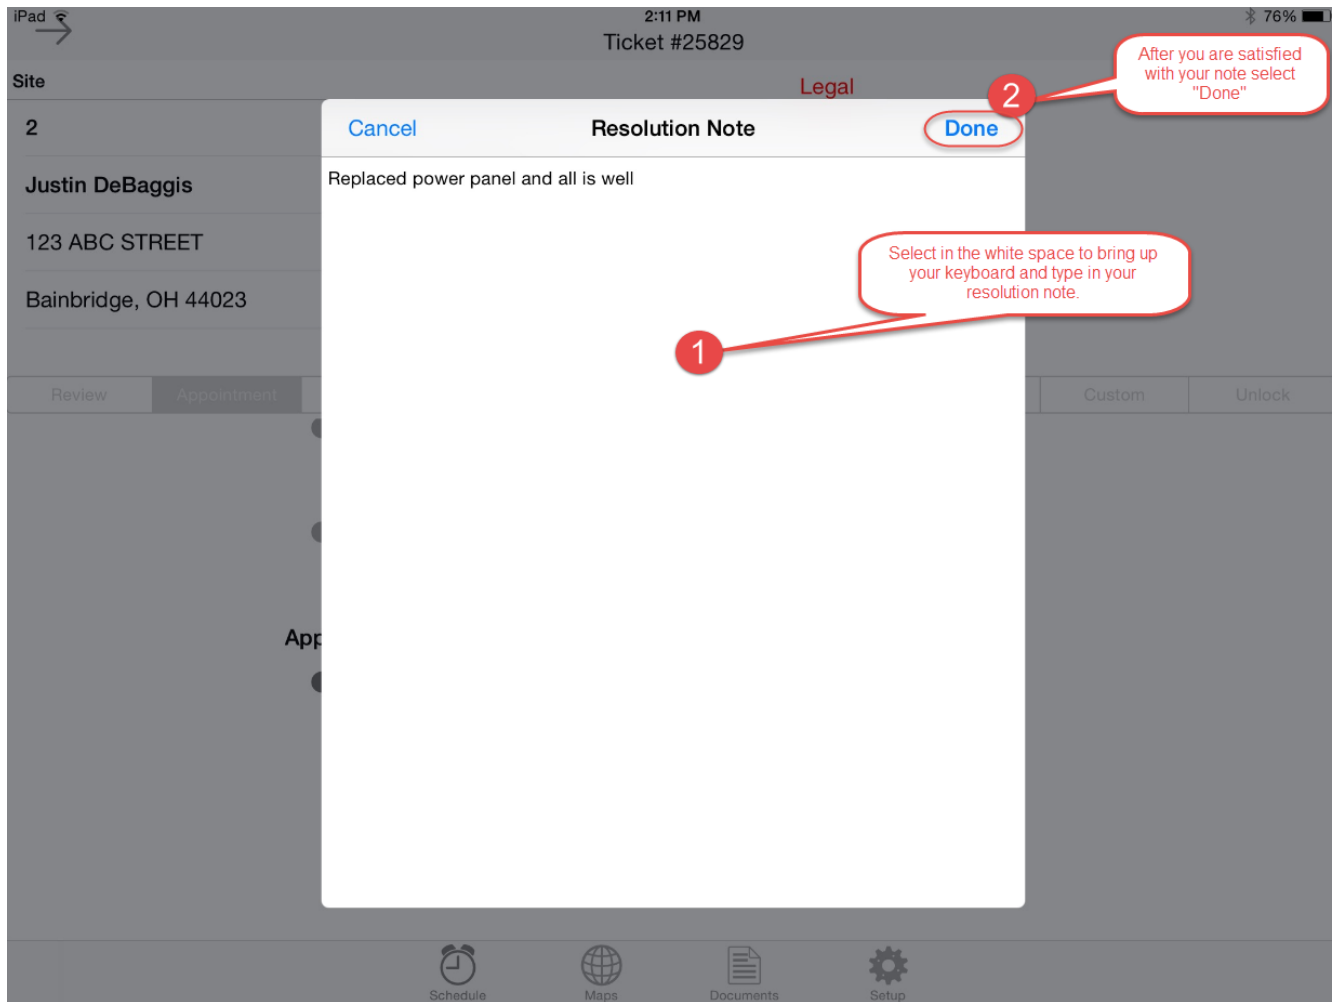 iPad
2:11 PM
76%
Ticket #25829
After you are satisfied
with your note select
"Done"
Site
Legal
2
2
Cancel
Resolution Note
Done
Justin DeBaggis
Replaced power panel and all is well
123 ABC STREET
Select in the white space to bring up
your keyboard and type in your
resolution note.
Bainbridge, OH 44023
1
Review
Appointment
Custom
Unlock
App
Schedule
Maps
Documents
Setup